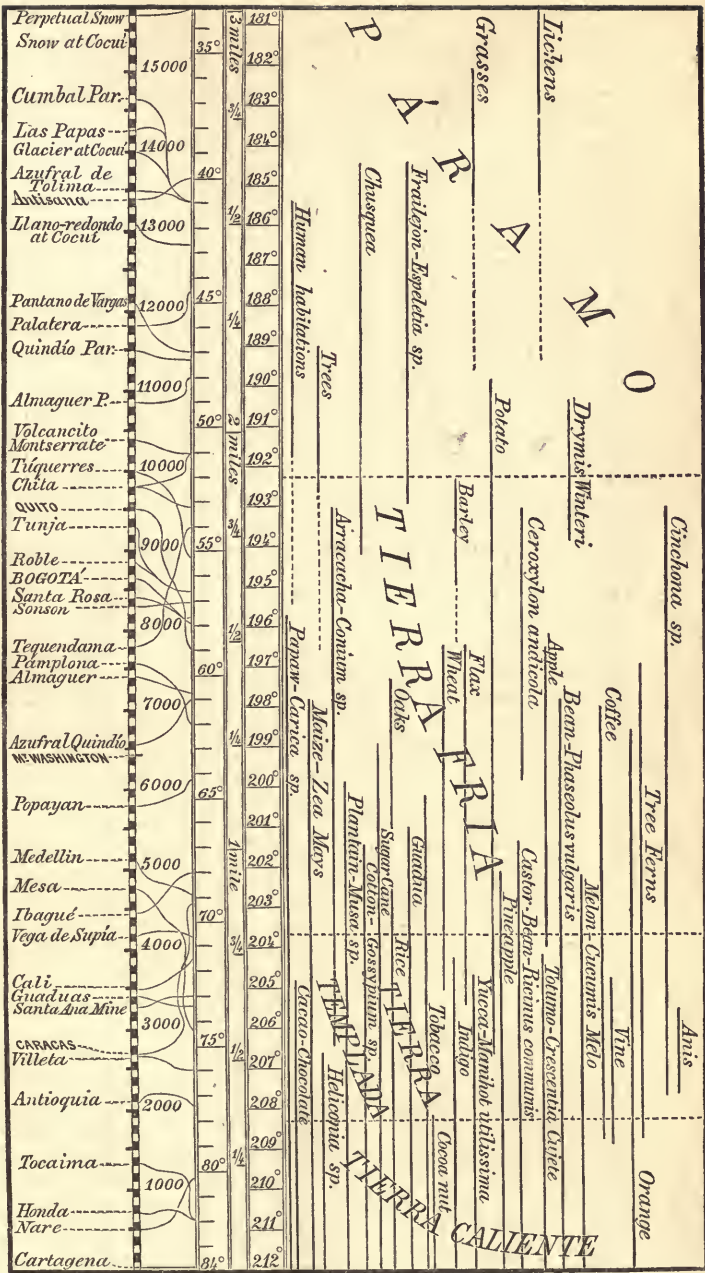 Perpetual Snow
Snow at Cocuí
Cumbal Par.
Las Papas
Glacier at Cocuí
Azufral de
Tolima
Antisana
Llano-redondo
at Cocuí
Pantano de Vargas
Palatera
Quindío Par.
Almaguer P.
Volcancito
Montserrate
Túquerres
Chita
QUITO
Tunja
Roble
BOGOTÁ
Santa Rosa
Sonson
Tequendama
Pamplona
Almaguer
Azufral Quindío
MT. WASHINGTON
Popayan
Medellin
Mesa
Ibagué
Vega de Supía
Cali
Guaduas
Santa Ana Mine
CARACAS
Villeta
Antioquia
Tocaima
Honda
Nare
Cartagena
15000
14000
13000
12000
11000
10000
9000
8000
7000
6000
5000
4000
3000
2000
1000
35°
40°
45°
50°
55°
60°
65°
70°
75°
80°
84°
3 miles
3/4
1/2
1/4
2 miles
3/4
1/2
1/4
1 mile
3/4
1/2
1/4
181°
182°
183°
184°
185°
186°
187°
188°
189°
190°
191°
192°
193°
194°
195°
196°
197°
198°
199°
200°
201°
202°
203°
204°
205°
206°
207°
208°
209°
210°
211°
212°
PÁRAMO
Lichens
Grasses
Frailejon-Espeletia sp.
Chusquea
Human habitations
Trees
Potato
Drymis Winteri
TIERRA FRIA
Cinchona sp.
Barley
Ceroxylon andicola
Arracacha-Conium sp.
Papaw-Carica sp.
Maize-Zea Mays
Oaks
Wheat
Flax
Apple
Bean-Phaseolus vulgaris
Coffee
Tree Ferns
Plantain-Musa sp.
Cotton-Gossypium sp.
Sugar Cane
Rice
Guadua
Pineapple
Castor-Bean-Ricinus communis
Melon-Cucumis Melo
TIERRA
TEMPLADA
Cacao-Chocolate
Heliconia sp.
Tobacco
Indigo
Yucca-Manihot utilissima
Totumo-Crescentia Cujete
Vine
Anis
Cocoa nut
Orange
TIERRA CALIENTE